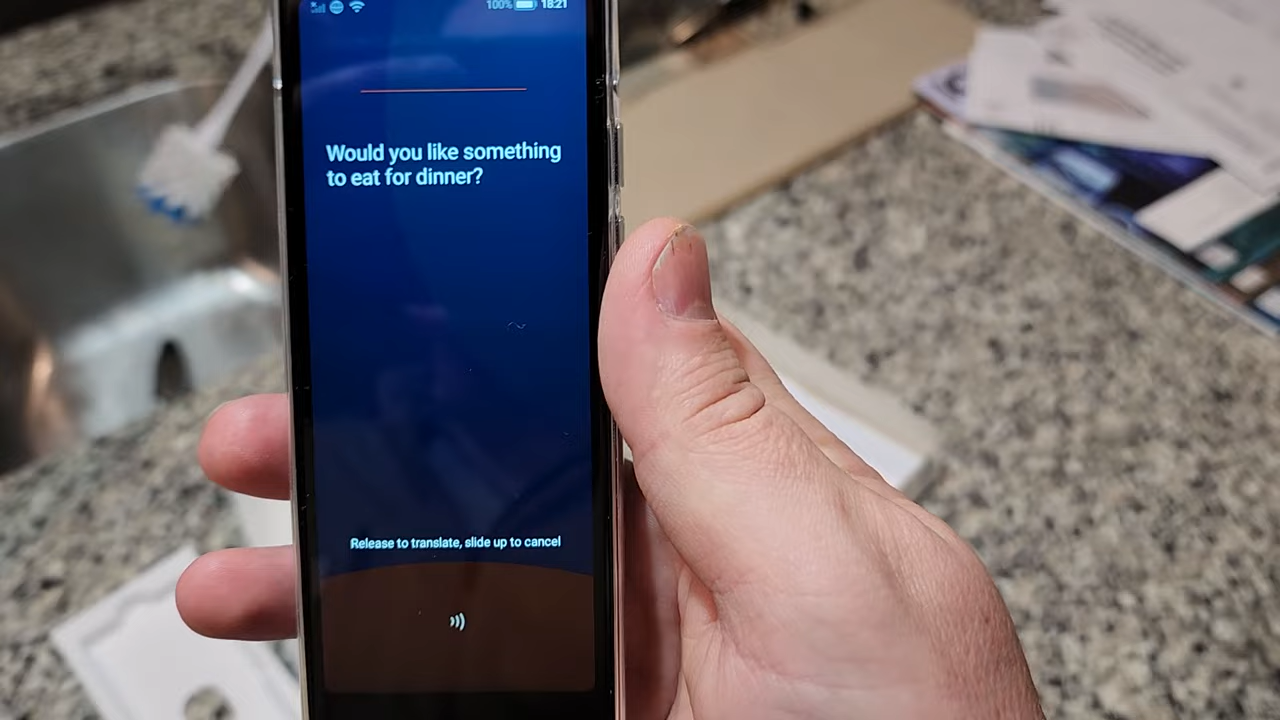 100% 18:21
Would you like something
to eat for dinner?
Release to translate, slide up to cancel